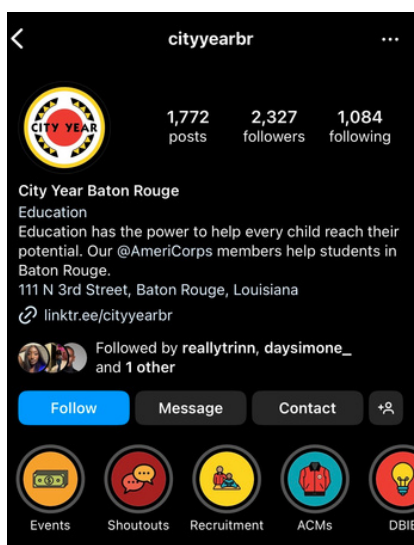 cityyearbr
CITY YEAR
1,772 2,327 1,084
posts followers following
City Year Baton Rouge
Education
Education has the power to help every child reach their
potential. Our @AmeriCorps members help students in
Baton Rouge.
111 N 3rd Street, Baton Rouge, Louisiana
linktr.ee/cityyearbr
Followed by reallytrinn, daysimone_
and 1 other
Follow Message Contact
Events Shoutouts Recruitment ACMs